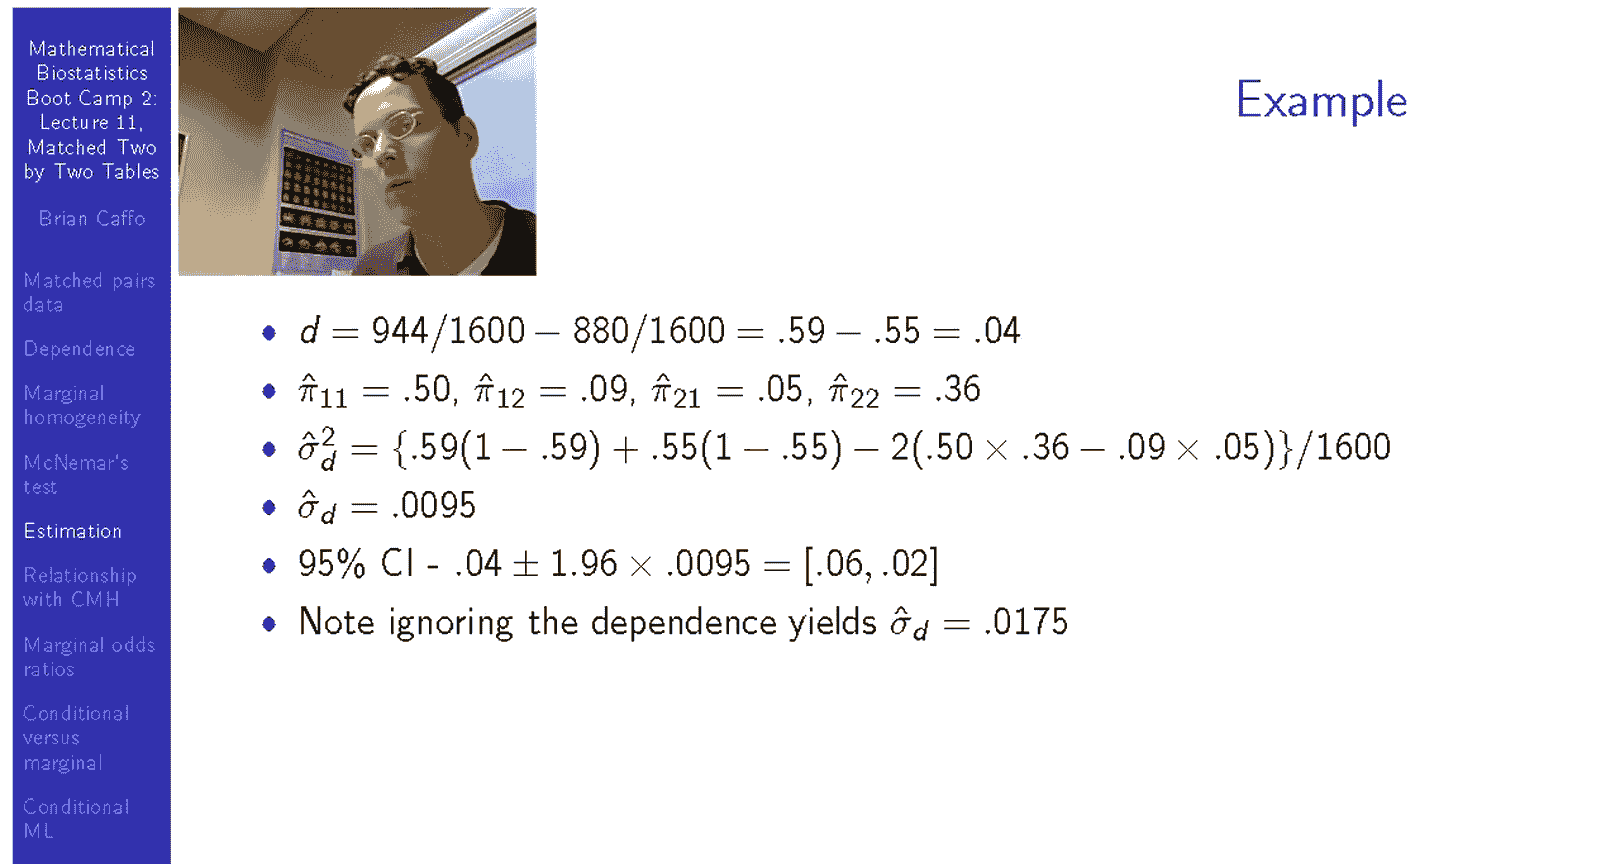 Mathematical
Biostatistics
Boot Camp 2:
Lecture 11,
Matched Two
by Two Tables
Brian Caffo
Matched pairs
data
Dependence
Marginal
homogeneity
McNemar's
test
Estimation
Relationship
with CMH
Marginal odds
ratios
Conditional
versus
marginal
Conditional
ML
Example
• d = 944/1600 − 880/1600 = .59 − .55 = .04
• π̂₁₁ = .50, π̂₁₂ = .09, π̂₂₁ = .05, π̂₂₂ = .36
• σ̂²_d = {.59(1 − .59) + .55(1 − .55) − 2(.50 × .36 − .09 × .05)}/1600
• σ̂_d = .0095
• 95% CI - .04 ± 1.96 × .0095 = [.06, .02]
• Note ignoring the dependence yields σ̂_d = .0175